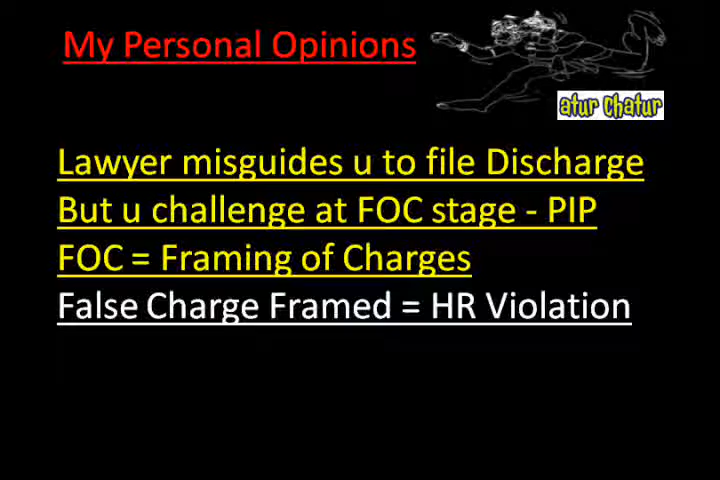 My Personal Opinions
atur chatur
Lawyer misguides u to file Discharge
But u challenge at FOC stage - PIP
FOC = Framing of Charges
False Charge Framed = HR Violation